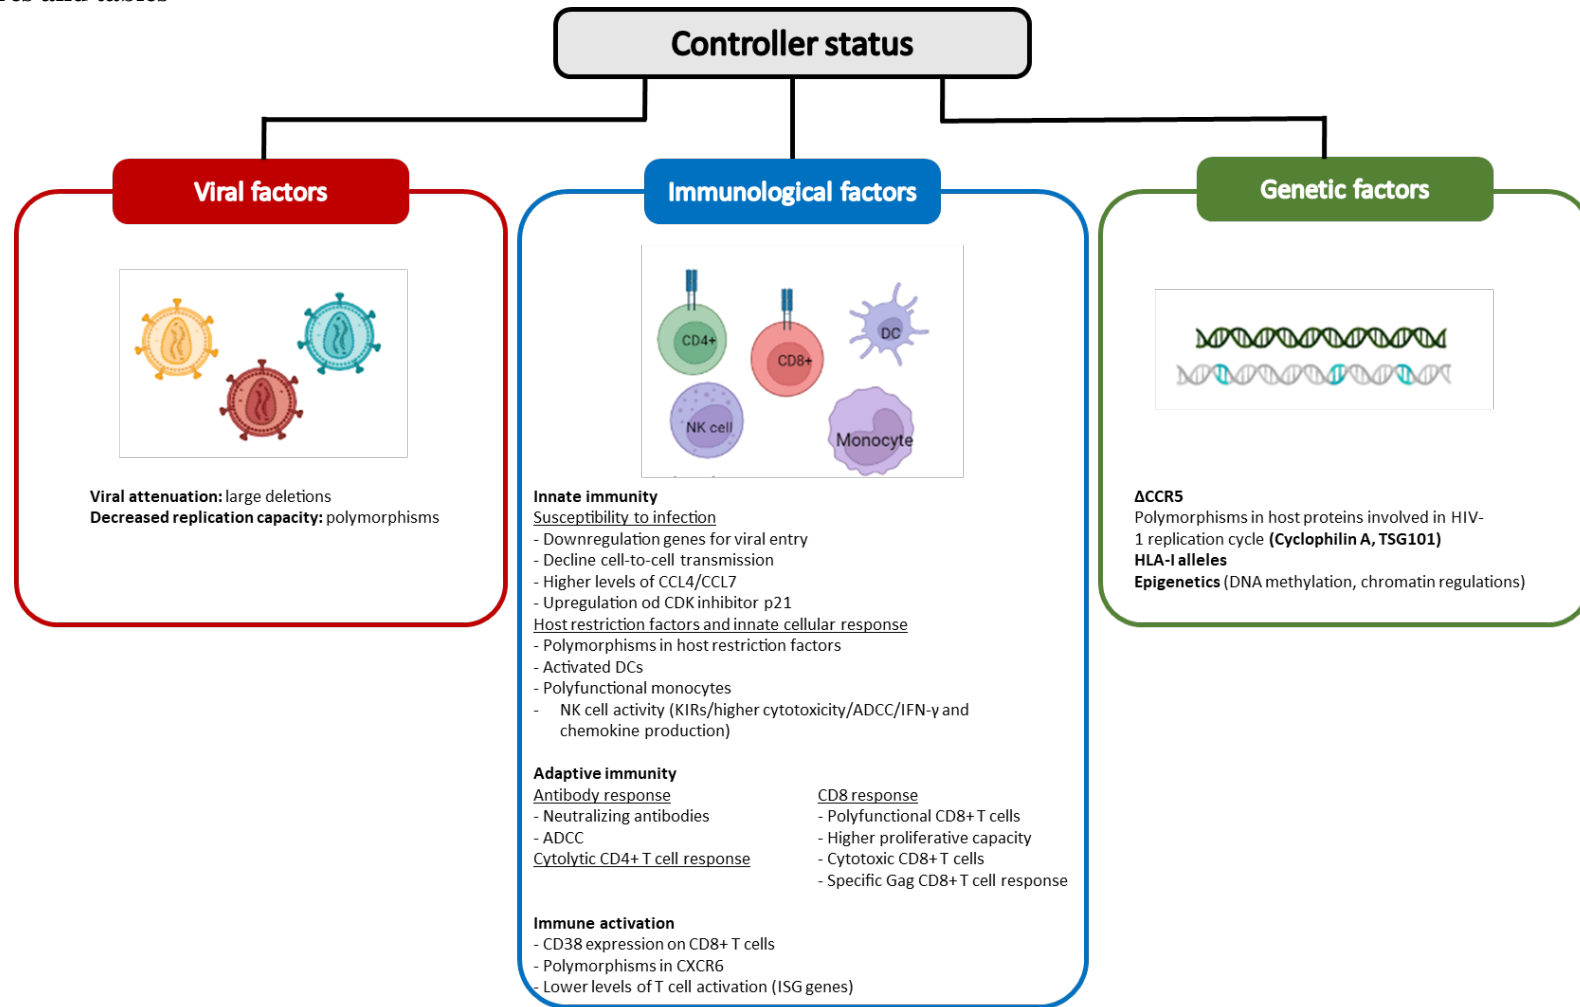 Controller status
Viral factors
Viral attenuation: large deletions
Decreased replication capacity: polymorphisms
Immunological factors
CD4+
CD8+
DC
NK cell
Monocyte
Innate immunity
Susceptibility to infection
- Downregulation genes for viral entry
- Decline cell-to-cell transmission
- Higher levels of CCL4/CCL7
- Upregulation od CDK inhibitor p21
Host restriction factors and innate cellular response
- Polymorphisms in host restriction factors
- Activated DCs
- Polyfunctional monocytes
- NK cell activity (KIRs/higher cytotoxicity/ADCC/IFN-γ and
chemokine production)
Adaptive immunity
Antibody response
- Neutralizing antibodies
- ADCC
Cytolytic CD4+ T cell response
CD8 response
- Polyfunctional CD8+ T cells
- Higher proliferative capacity
- Cytotoxic CD8+ T cells
- Specific Gag CD8+ T cell response
Immune activation
- CD38 expression on CD8+ T cells
- Polymorphisms in CXCR6
- Lower levels of T cell activation (ISG genes)
Genetic factors
ΔCCR5
Polymorphisms in host proteins involved in HIV-
1 replication cycle (Cyclophilin A, TSG101)
HLA-I alleles
Epigenetics (DNA methylation, chromatin regulations)